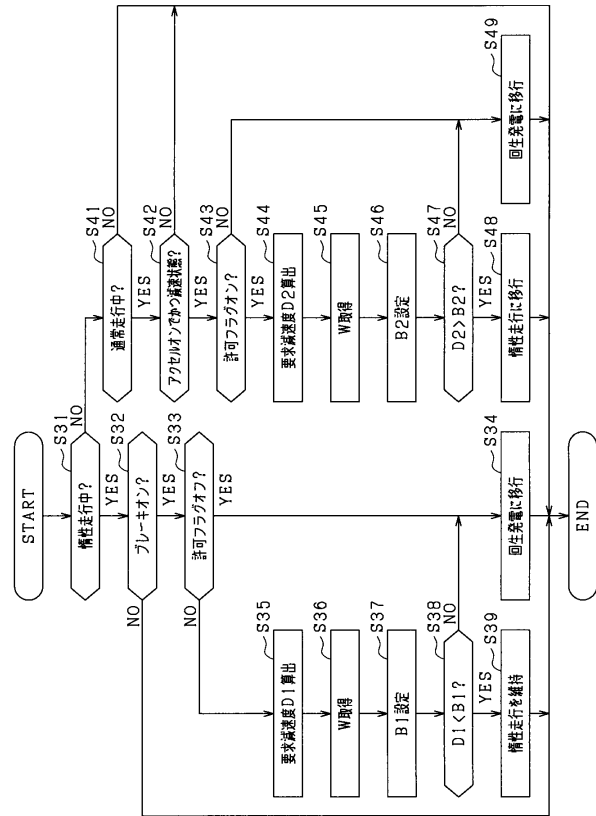 START
S31
惰性走行中?
NO
YES
S32
ブレーキオン?
NO
YES
S33
許可フラグオフ?
NO
YES
S34
回生発電に移行
S35
要求減速度D1算出
S36
W取得
S37
B1設定
S38
D1<B1?
NO
YES
S39
惰性走行を維持
S41
通常走行中?
NO
YES
S42
アクセルオンでかつ減速状態?
NO
YES
S43
許可フラグオン?
NO
YES
S44
要求減速度D2算出
S45
W取得
S46
B2設定
S47
D2>B2?
NO
YES
S48
惰性走行に移行
S49
回生発電に移行
END